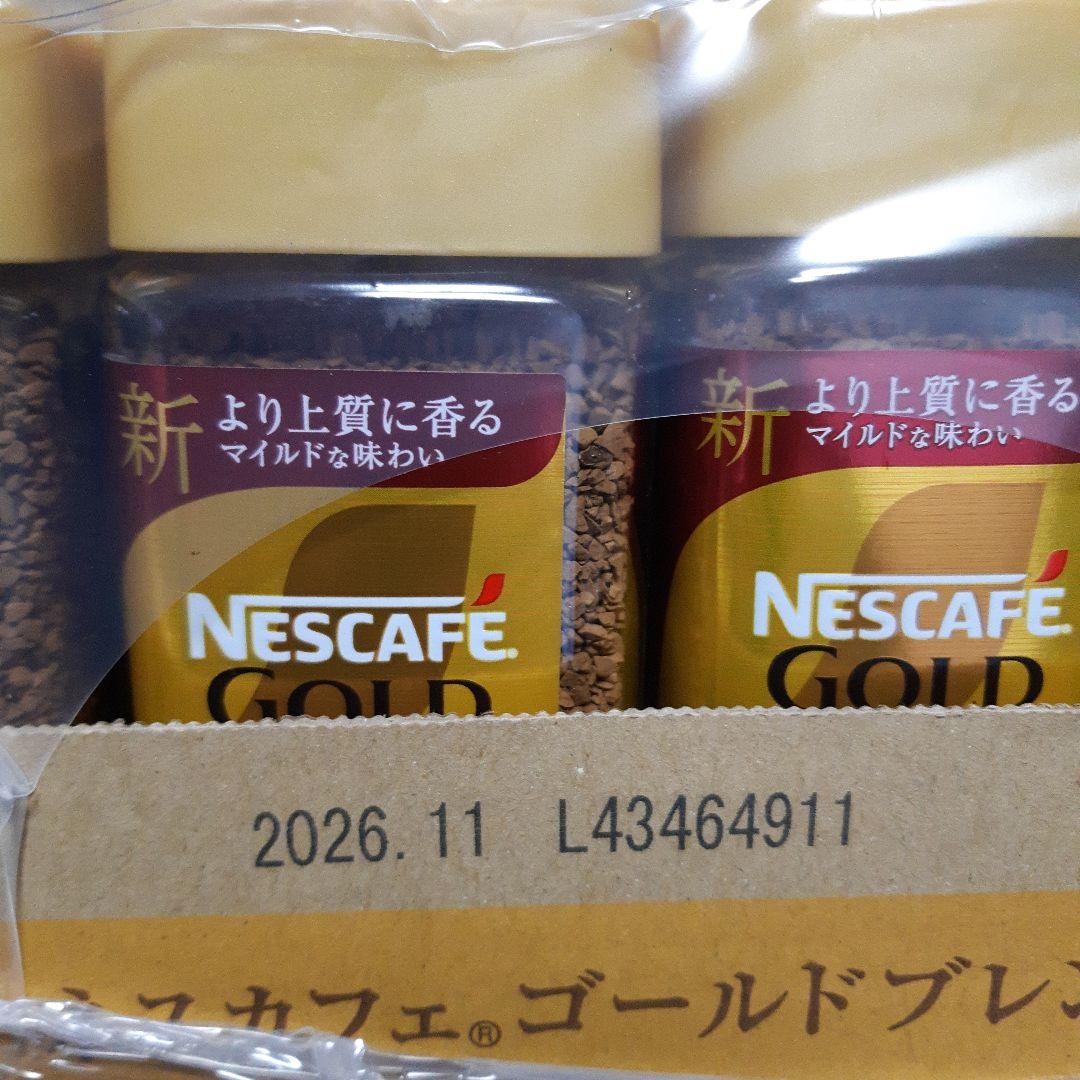 新 より上質に香る
マイルドな味わい
NESCAFÉ.
GOLD
新 より上質に香る
マイルドな味わい
NESCAFÉ.
GOLD
2026.11 L43464911
ネスカフェ®ゴールドブレン